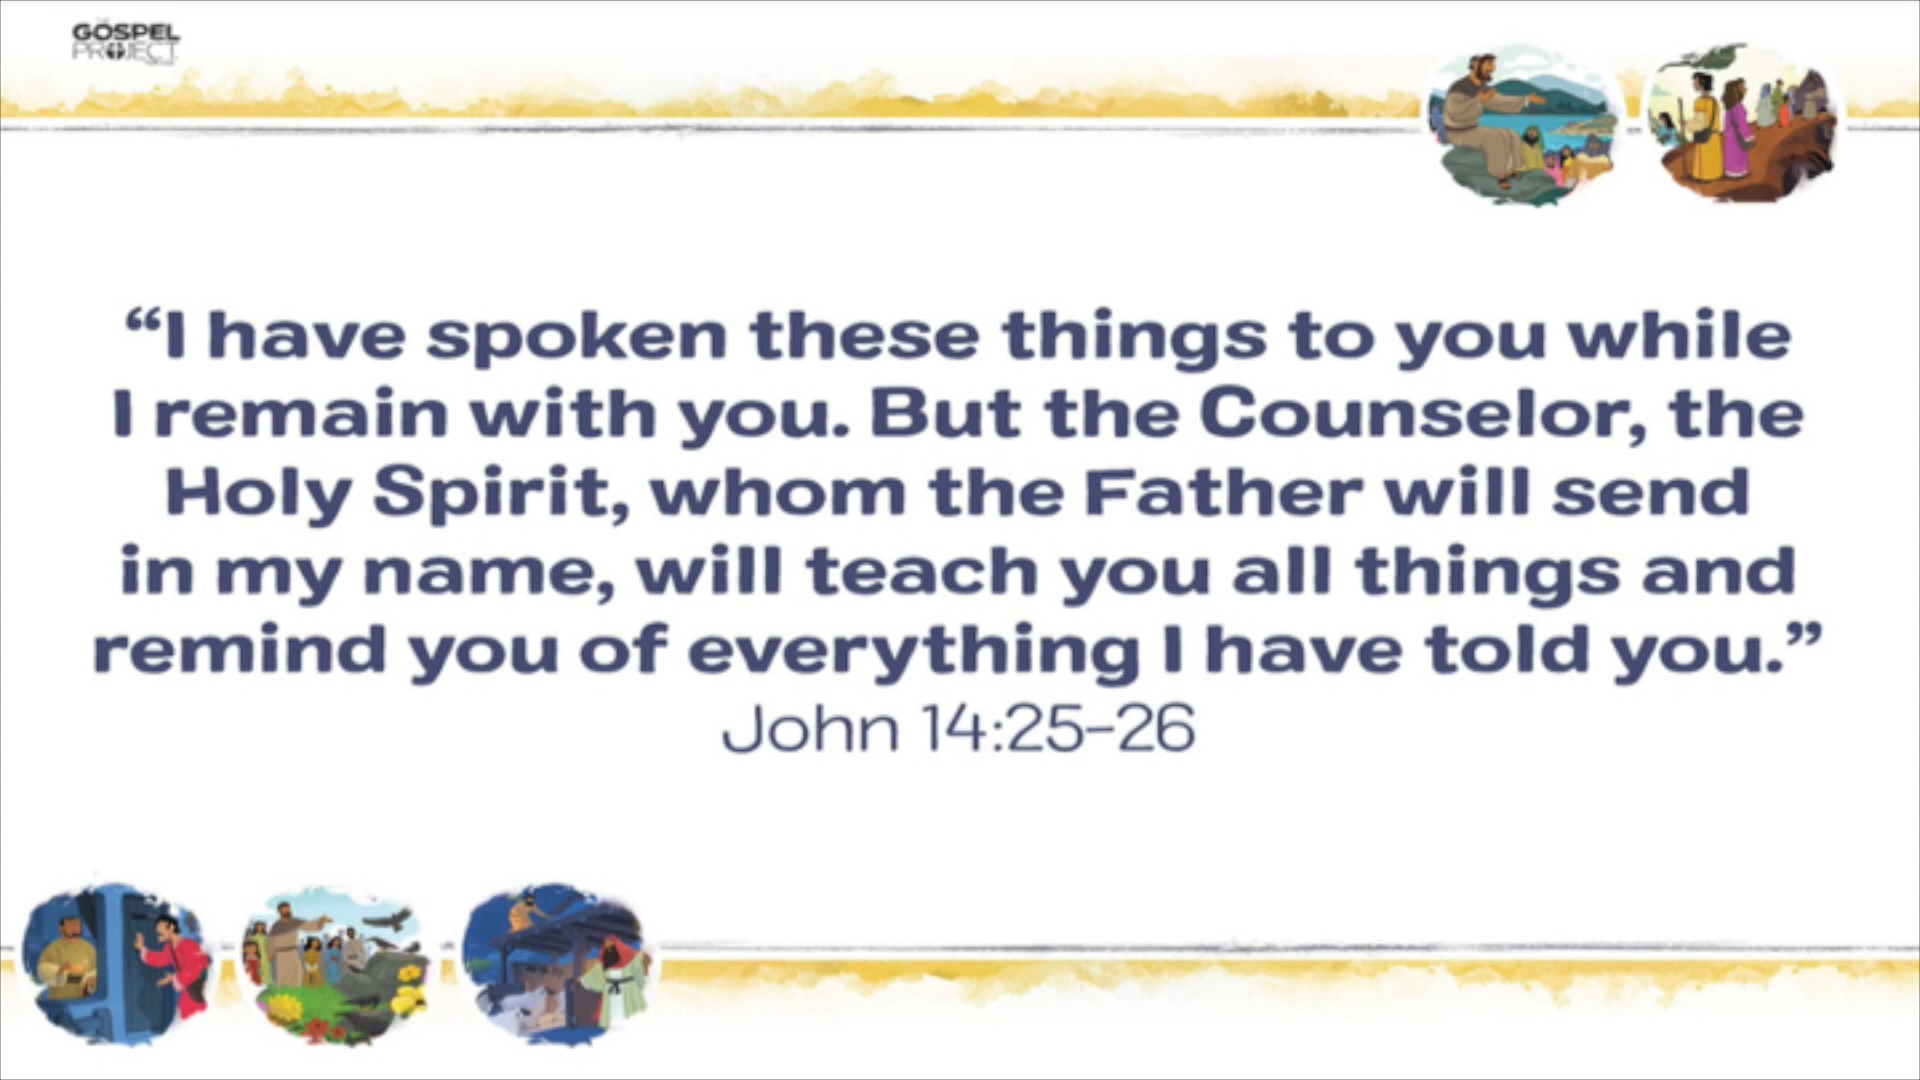 THE
GOSPEL
PROJECT
“I have spoken these things to you while
I remain with you. But the Counselor, the
Holy Spirit, whom the Father will send
in my name, will teach you all things and
remind you of everything I have told you.”
John 14:25–26